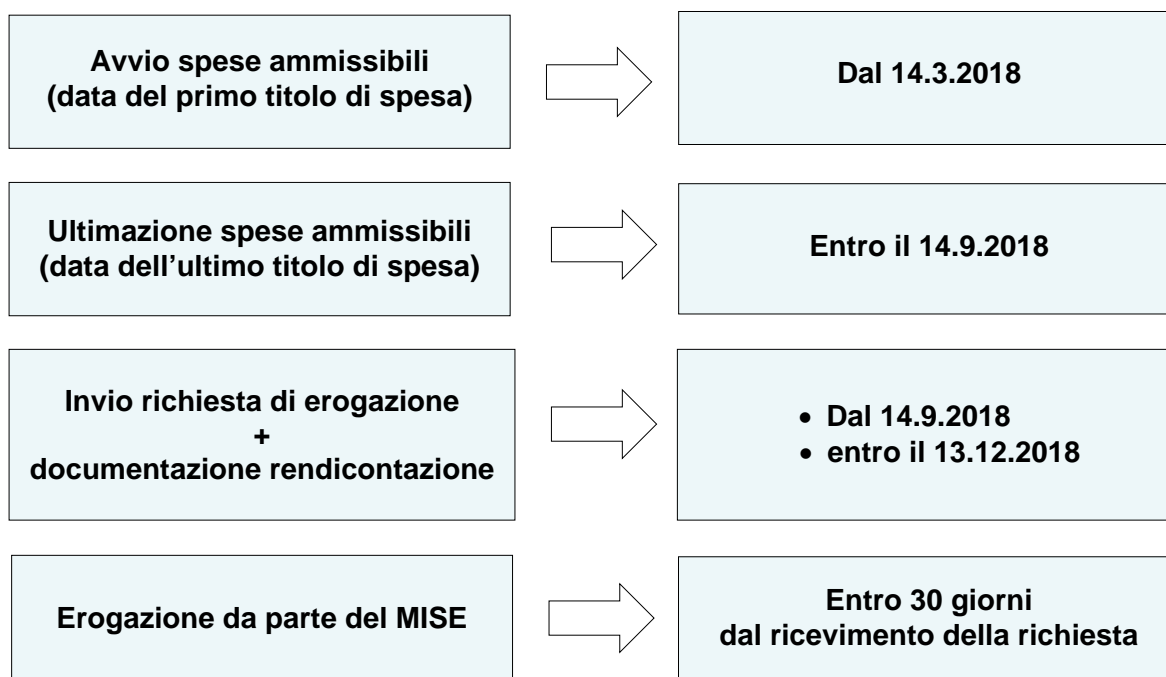 Avvio spese ammissibili
(data del primo titolo di spesa)
Dal 14.3.2018
Ultimazione spese ammissibili
(data dell’ultimo titolo di spesa)
Entro il 14.9.2018
Invio richiesta di erogazione
+
documentazione rendicontazione
• Dal 14.9.2018
• entro il 13.12.2018
Erogazione da parte del MISE
Entro 30 giorni
dal ricevimento della richiesta